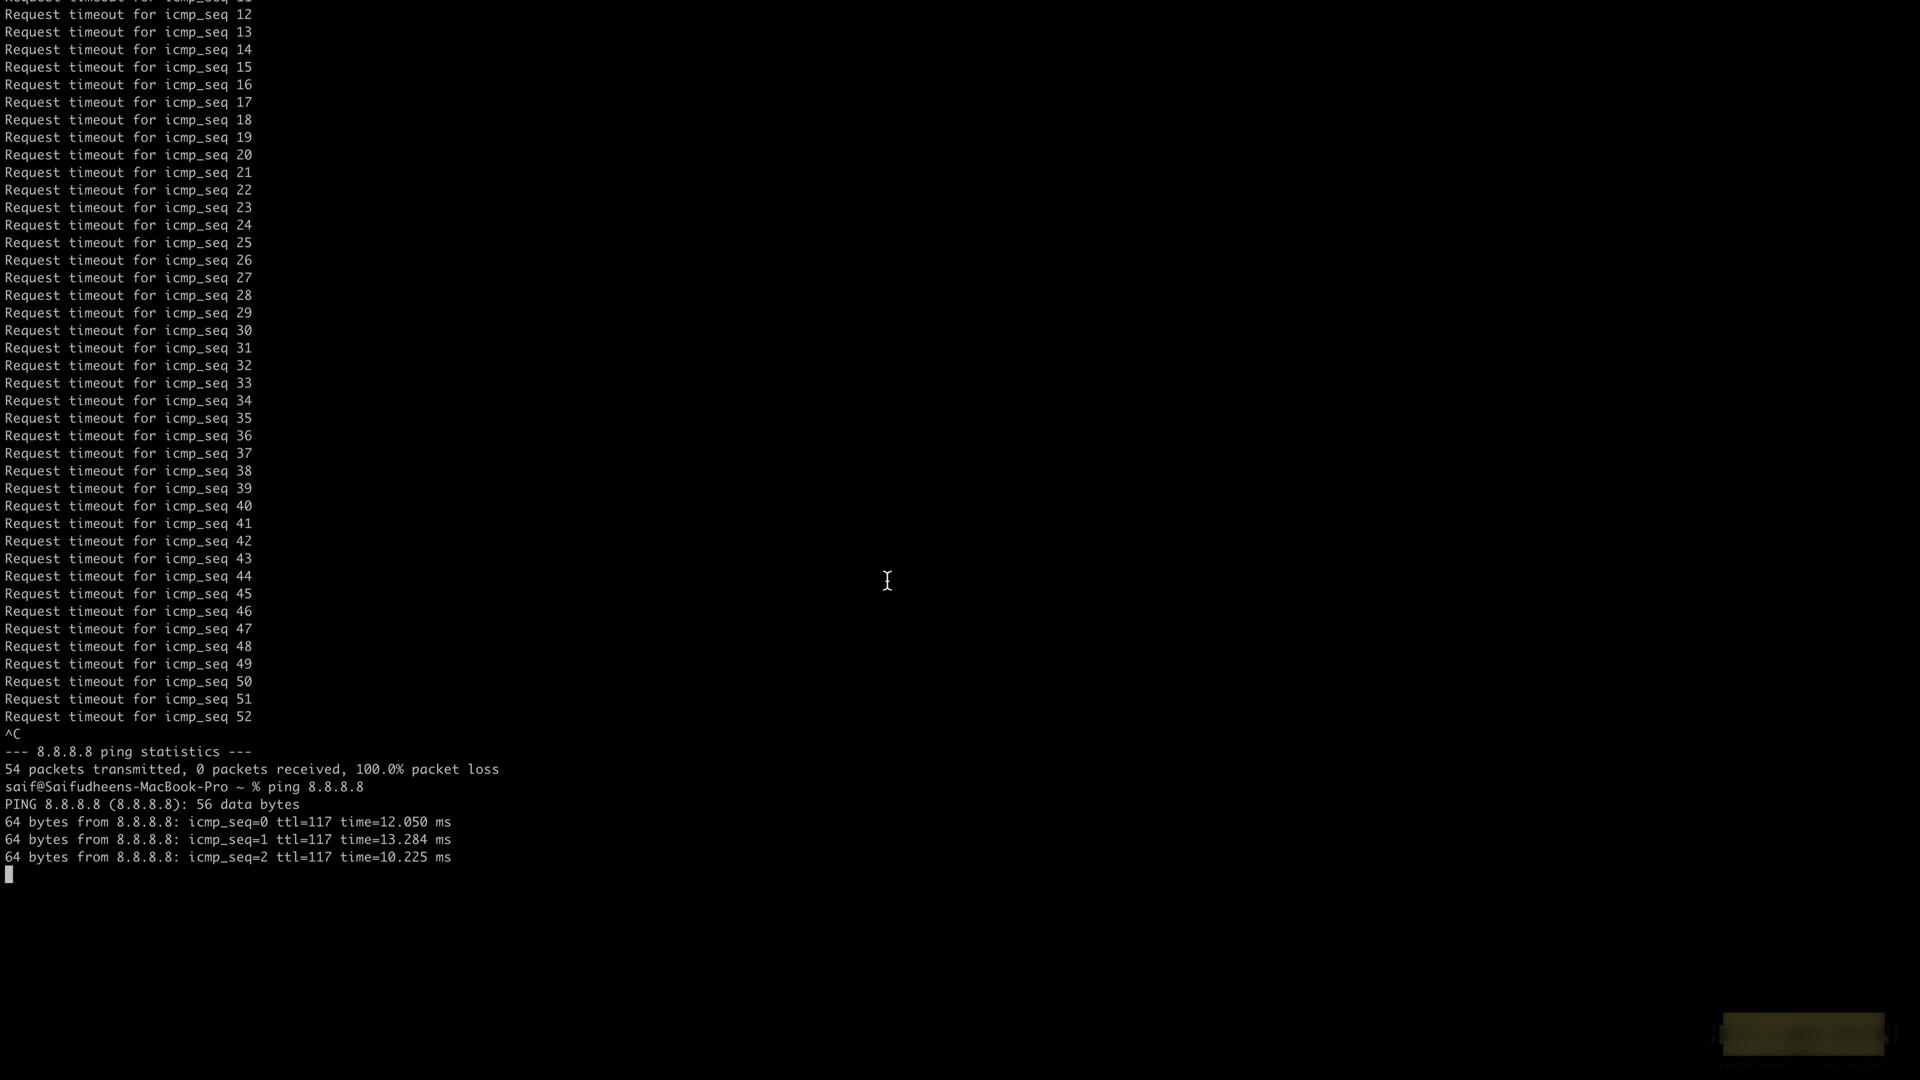 Request timeout for icmp_seq 12
Request timeout for icmp_seq 13
Request timeout for icmp_seq 14
Request timeout for icmp_seq 15
Request timeout for icmp_seq 16
Request timeout for icmp_seq 17
Request timeout for icmp_seq 18
Request timeout for icmp_seq 19
Request timeout for icmp_seq 20
Request timeout for icmp_seq 21
Request timeout for icmp_seq 22
Request timeout for icmp_seq 23
Request timeout for icmp_seq 24
Request timeout for icmp_seq 25
Request timeout for icmp_seq 26
Request timeout for icmp_seq 27
Request timeout for icmp_seq 28
Request timeout for icmp_seq 29
Request timeout for icmp_seq 30
Request timeout for icmp_seq 31
Request timeout for icmp_seq 32
Request timeout for icmp_seq 33
Request timeout for icmp_seq 34
Request timeout for icmp_seq 35
Request timeout for icmp_seq 36
Request timeout for icmp_seq 37
Request timeout for icmp_seq 38
Request timeout for icmp_seq 39
Request timeout for icmp_seq 40
Request timeout for icmp_seq 41
Request timeout for icmp_seq 42
Request timeout for icmp_seq 43
Request timeout for icmp_seq 44
Request timeout for icmp_seq 45
Request timeout for icmp_seq 46
Request timeout for icmp_seq 47
Request timeout for icmp_seq 48
Request timeout for icmp_seq 49
Request timeout for icmp_seq 50
Request timeout for icmp_seq 51
Request timeout for icmp_seq 52
^C
--- 8.8.8.8 ping statistics ---
54 packets transmitted, 0 packets received, 100.0% packet loss
saif@Saifudheens-MacBook-Pro ~ % ping 8.8.8.8
PING 8.8.8.8 (8.8.8.8): 56 data bytes
64 bytes from 8.8.8.8: icmp_seq=0 ttl=117 time=12.050 ms
64 bytes from 8.8.8.8: icmp_seq=1 ttl=117 time=13.284 ms
64 bytes from 8.8.8.8: icmp_seq=2 ttl=117 time=10.225 ms